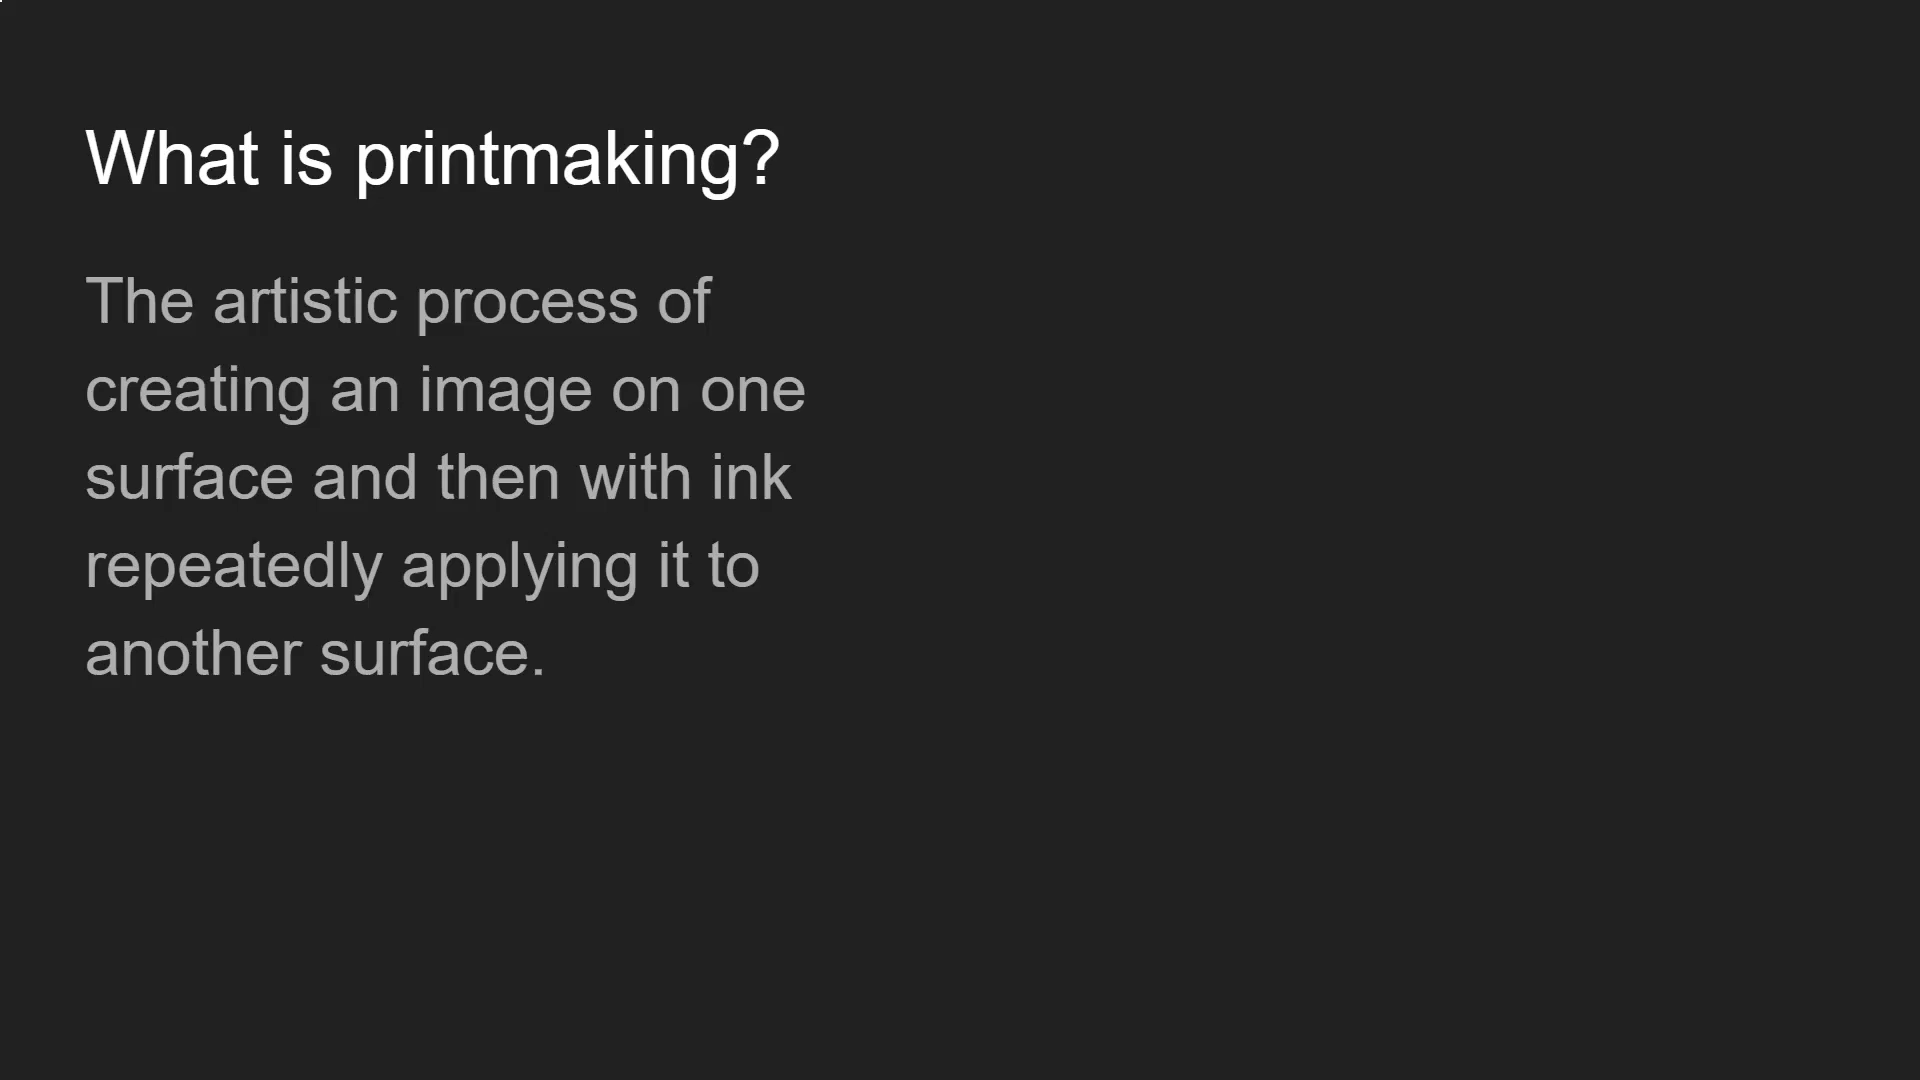 What is printmaking?
The artistic process of
creating an image on one
surface and then with ink
repeatedly applying it to
another surface.